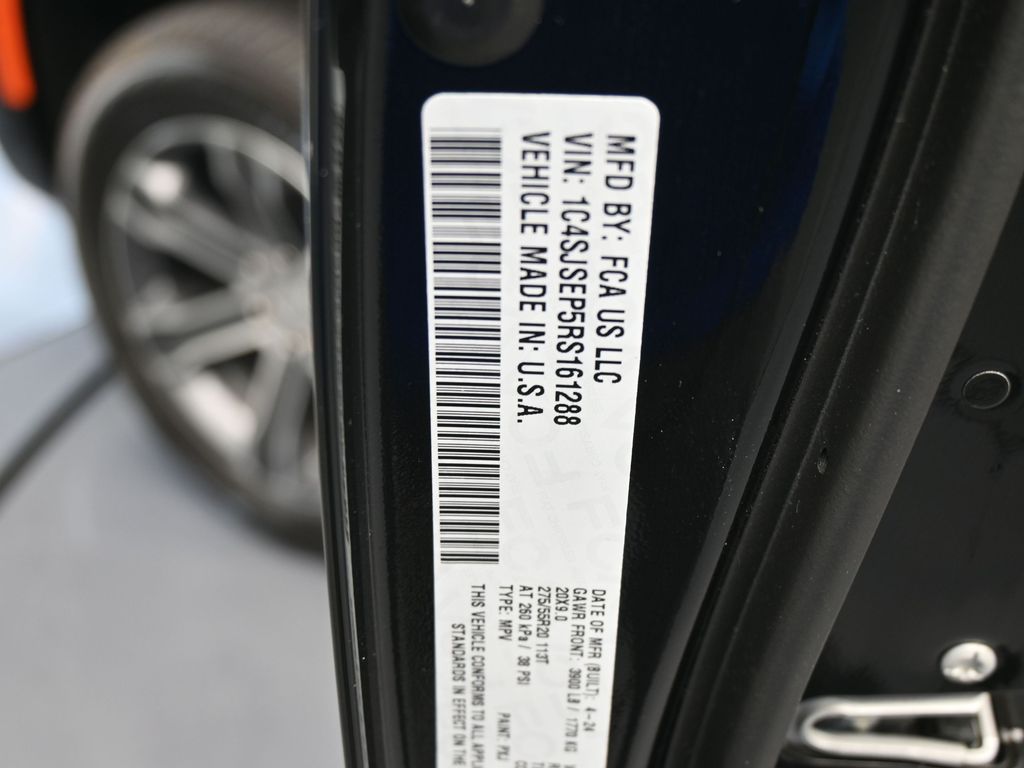 MFD BY: FCA US LLC
VIN: 1C4SJSEP5RS161288
VEHICLE MADE IN: U.S.A.
DATE OF MFR (BUILT): 4-24
GAWR FRONT: 3900 LB / 1770 KG
20X9.0
275/55R20 113T
AT 260 kPa / 38 PSI
TYPE: MPV PAINT: PXJ
THIS VEHICLE CONFORMS TO ALL
STANDARDS IN EFFECT ON THE